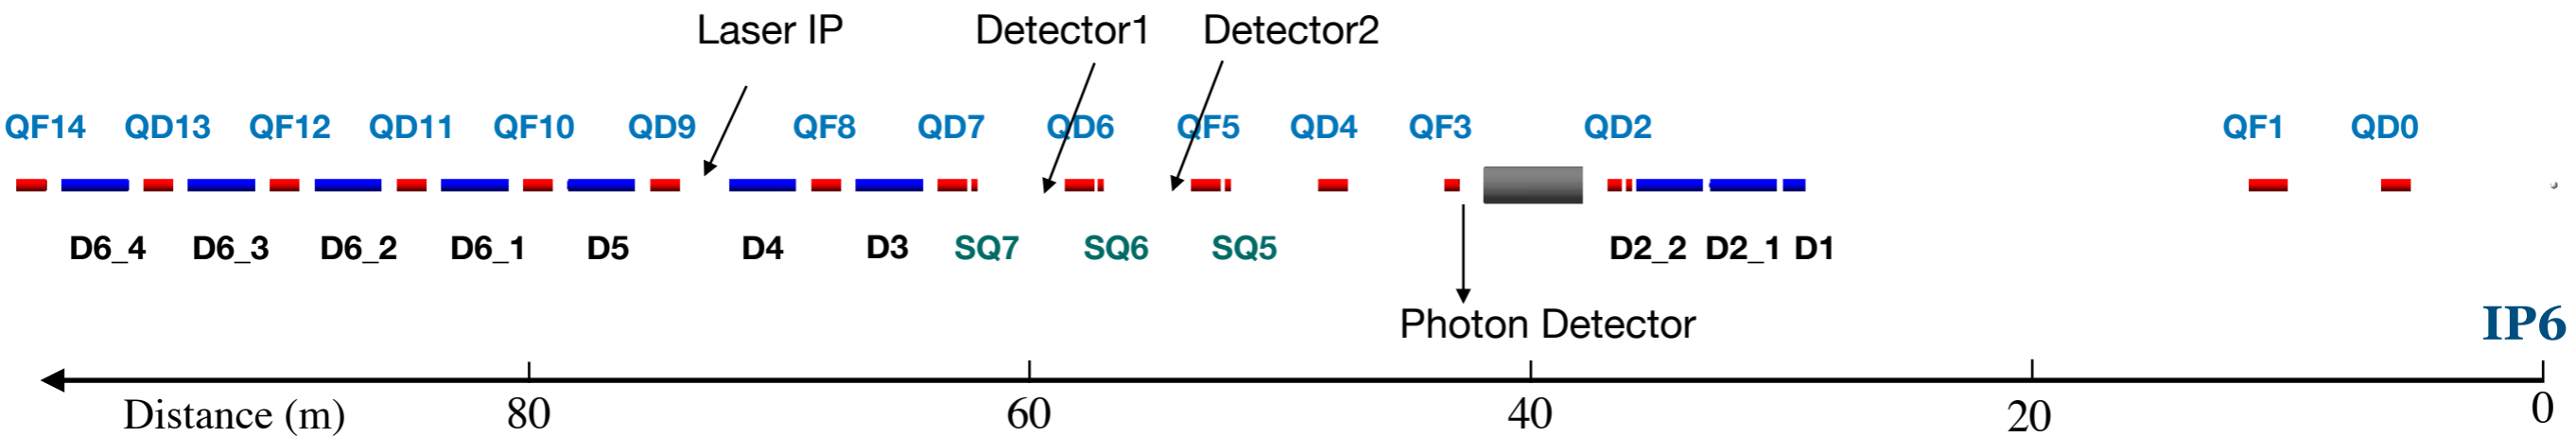 Laser IP Detector1 Detector2
QF14 QD13 QF12 QD11 QF10 QD9 QF8 QD7 QD6 QF5 QD4 QF3 QD2 QF1 QD0
D6_4 D6_3 D6_2 D6_1 D5 D4 D3 SQ7 SQ6 SQ5 D2_2 D2_1 D1
Photon Detector IP6
Distance (m) 80 60 40 20 0